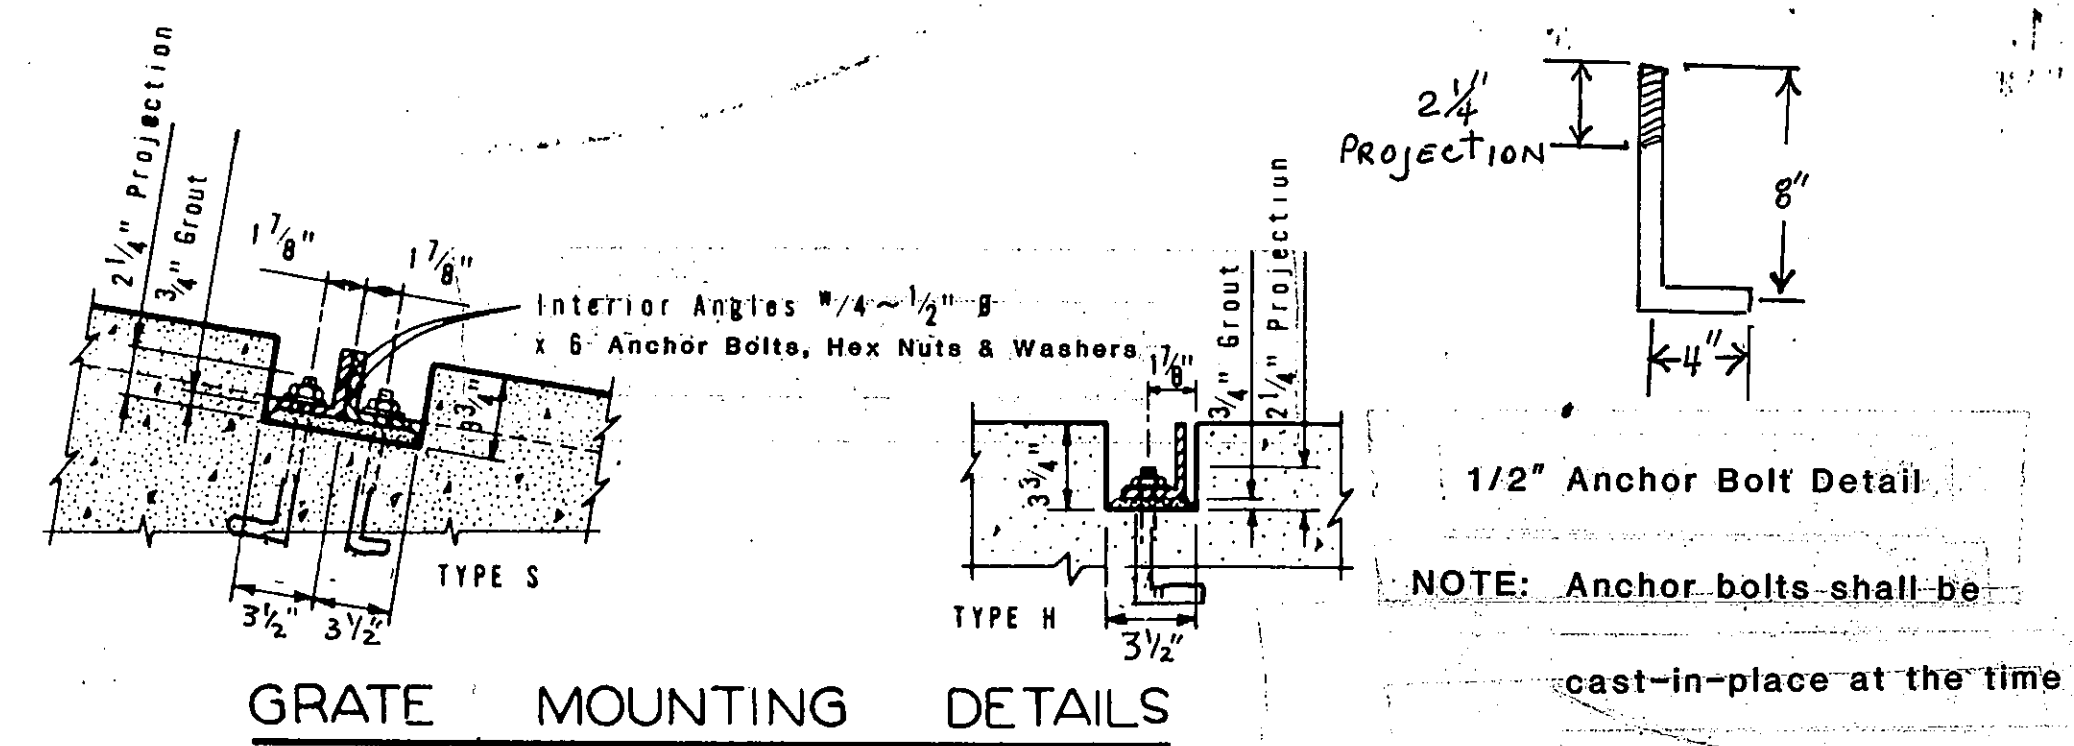 2 1/4" Projection
3/4" Grout
1 7/8"
1 7/8"
Interior Angles W/4~1/2" Ø
x 6 Anchor Bolts, Hex Nuts & Washers
3 3/4"
3 1/2"
3 1/2"
TYPE S
1 7/8"
3/4" Grout
2 1/4" Projection
3 3/4"
3 1/2"
TYPE H
GRATE MOUNTING DETAILS
2 1/4"
PROJECTION
8"
4"
1/2" Anchor Bolt Detail
NOTE: Anchor bolts shall be
cast-in-place at the time